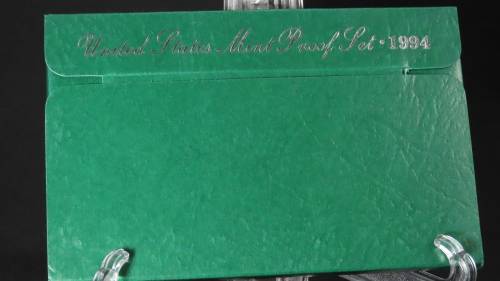 United States Mint Proof Set · 1994